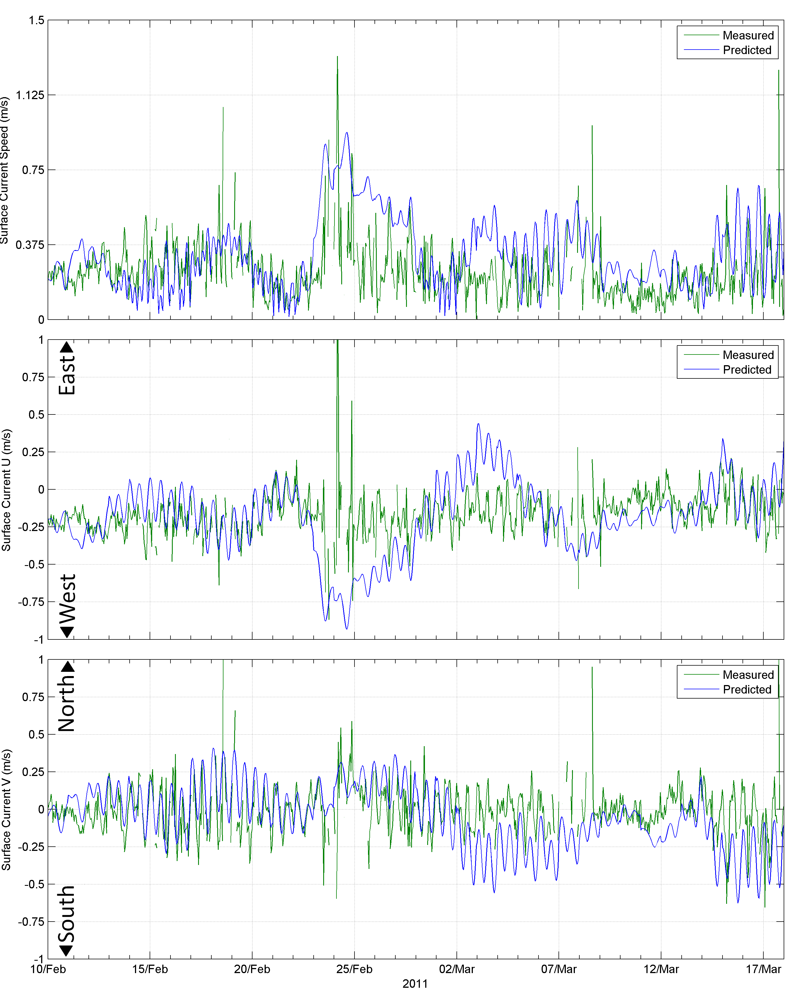 1.5
1.125
0.75
0.375
0
Surface Current Speed (m/s)
Measured
Predicted
1
0.75
0.5
0.25
0
-0.25
-0.5
-0.75
-1
Surface Current U (m/s)
East▶
◀West
Measured
Predicted
1
0.75
0.5
0.25
0
-0.25
-0.5
-0.75
-1
Surface Current V (m/s)
North▶
◀South
Measured
Predicted
10/Feb 15/Feb 20/Feb 25/Feb 02/Mar 07/Mar 12/Mar 17/Mar
2011